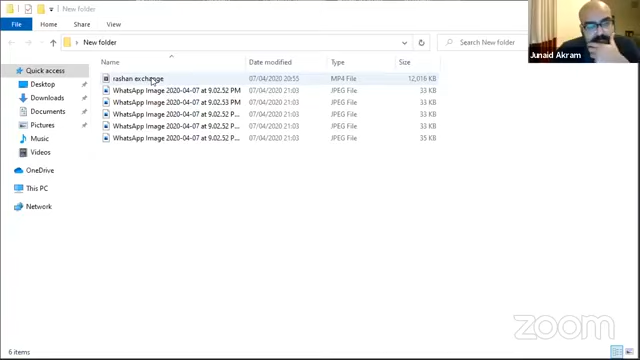 New folder
File Home Share View
New folder
Search New folder
Name Date modified Type Size
Quick access
Desktop
Downloads
Documents
Pictures
Music
Videos
OneDrive
This PC
Network
rashan exchange 07/04/2020 20:55 MP4 File 12,016 KB
WhatsApp Image 2020-04-07 at 9.02.52 PM 07/04/2020 21:03 JPEG File 33 KB
WhatsApp Image 2020-04-07 at 9.02.53 PM 07/04/2020 21:03 JPEG File 33 KB
WhatsApp Image 2020-04-07 at 9.02.52 P... 07/04/2020 21:03 JPEG File 33 KB
WhatsApp Image 2020-04-07 at 9.02.52 P... 07/04/2020 21:03 JPEG File 33 KB
WhatsApp Image 2020-04-07 at 9.02.52 P... 07/04/2020 21:03 JPEG File 35 KB
Junaid Akram
6 items
zoom